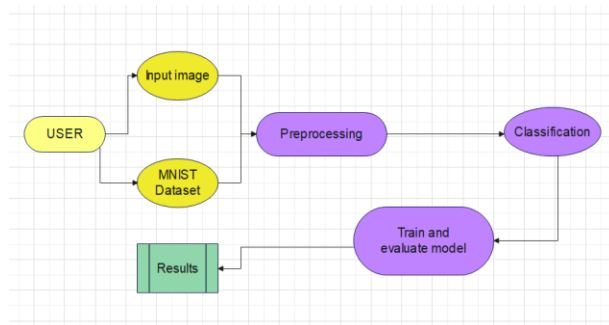 Input image
USER
Preprocessing
Classification
MNIST
Dataset
Train and
evaluate model
Results